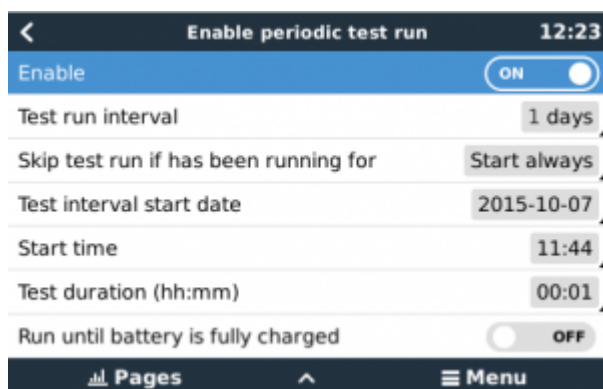 Enable periodic test run 12:23
Enable ON
Test run interval 1 days
Skip test run if has been running for Start always
Test interval start date 2015-10-07
Start time 11:44
Test duration (hh:mm) 00:01
Run until battery is fully charged OFF
Pages Menu